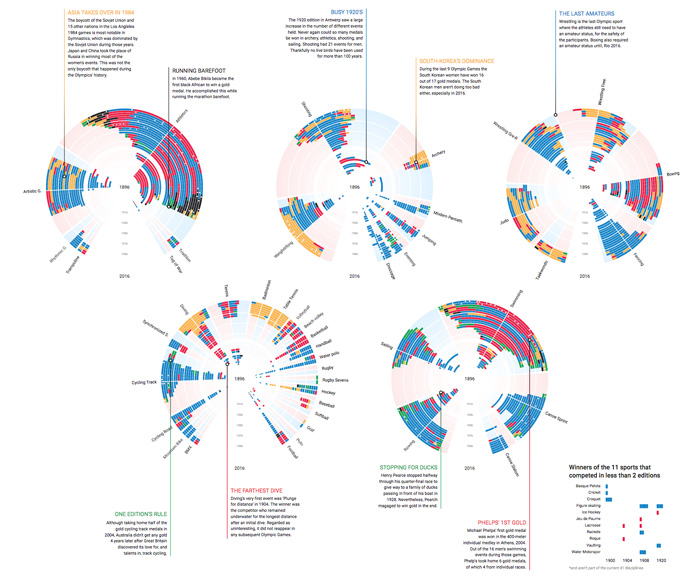 ASIA TAKES OVER IN 1984
The boycott of the Soviet Union and
15 other nations in the Los Angeles
1984 games is most notable in
Gymnastics, which was dominated by
the Soviet Union during those years.
Japan and China took the place of
Russia in winning most of the
women's events. This was not the
only boycott that happened during
the Olympics' history.
RUNNING BAREFOOT
In 1960, Abebe Bikila became the
first black African to win a gold
medal. He accomplished this while
running the marathon barefoot.
BUSY 1920'S
The 1920 edition in Antwerp saw a large
increase in the number of different events
held. Never again could so many medals
be won in archery, athletics, shooting, and
sailing. Shooting had 21 events for men.
Thankfully no live birds have been used
for more than 100 years.
SOUTH-KOREA'S DOMINANCE
During the last 9 Olympic Games the
South Korean women have won 16
out of 17 gold medals. The South
Korean men aren't doing too bad
either, especially in 2016.
THE LAST AMATEURS
Wrestling is the last Olympic sport
where the athletes still need to have
an amateur status, for the safety of
the participants. Boxing also required
an amateur status until, Rio 2016.
Athletics
Artistic G.
Rhythmic G.
Trampoline
Triathlon
Tug of War
1896
2016
Shooting
Archery
Modern Pentath.
Jumping
Evening
Dressage
Weightlifting
1896
2016
Wrestling Gre-R
Wrestling Free.
Boxing
Fencing
Taekwondo
Judo
1896
2016
Synchronized S.
Diving
Tennis
Badminton
Table Tennis
Volleyball
Beach volley.
Basketball
Handball
Water polo
Rugby
Rugby Sevens
Hockey
Baseball
Softball
Golf
Polo
Football
Cycling Track
Cycling Road
Mountain Bike
BMX
1896
2016
Swimming
Sailing
Rowing
Canoe Sprint
Canoe Slalom
1896
2016
ONE EDITION'S RULE
Although taking home half of the
gold cycling track medals in
2004, Australia didn't get any gold
4 years later after Great Britain
discovered its love for, and
talents in, track cycling.
THE FARTHEST DIVE
Diving's very first event was 'Plunge
for distance' in 1904. The winner was
the competitor who remained
underwater for the longest distance
after an initial dive. Regarded as
uninteresting, it did not reappear in
any subsequent Olympic Games.
STOPPING FOR DUCKS
Henry Pearce stopped halfway
through his quarter-final race to
give way to a family of ducks
passing in front of his boat in
1928. Nevertheless, Pearce
managed to win gold in the end.
PHELPS' 1ST GOLD
Michael Phelps' first gold medal
was won in the 400-meter
individual medley in Athens, 2004.
Out of the 16 men's swimming
events during those games,
Phelps took home 6 gold medals,
of which 4 from individual races.
Winners of the 11 sports that
competed in less than 2 editions
Basque Pelota
Cricket
Croquet
Figure skating
Ice Hockey
Jeu de Paume
Lacrosse
Rackets
Roque
Vaulting
Water Motorsport
1900 1904 1908 1920
*and aren't part of the current 41 disciplines